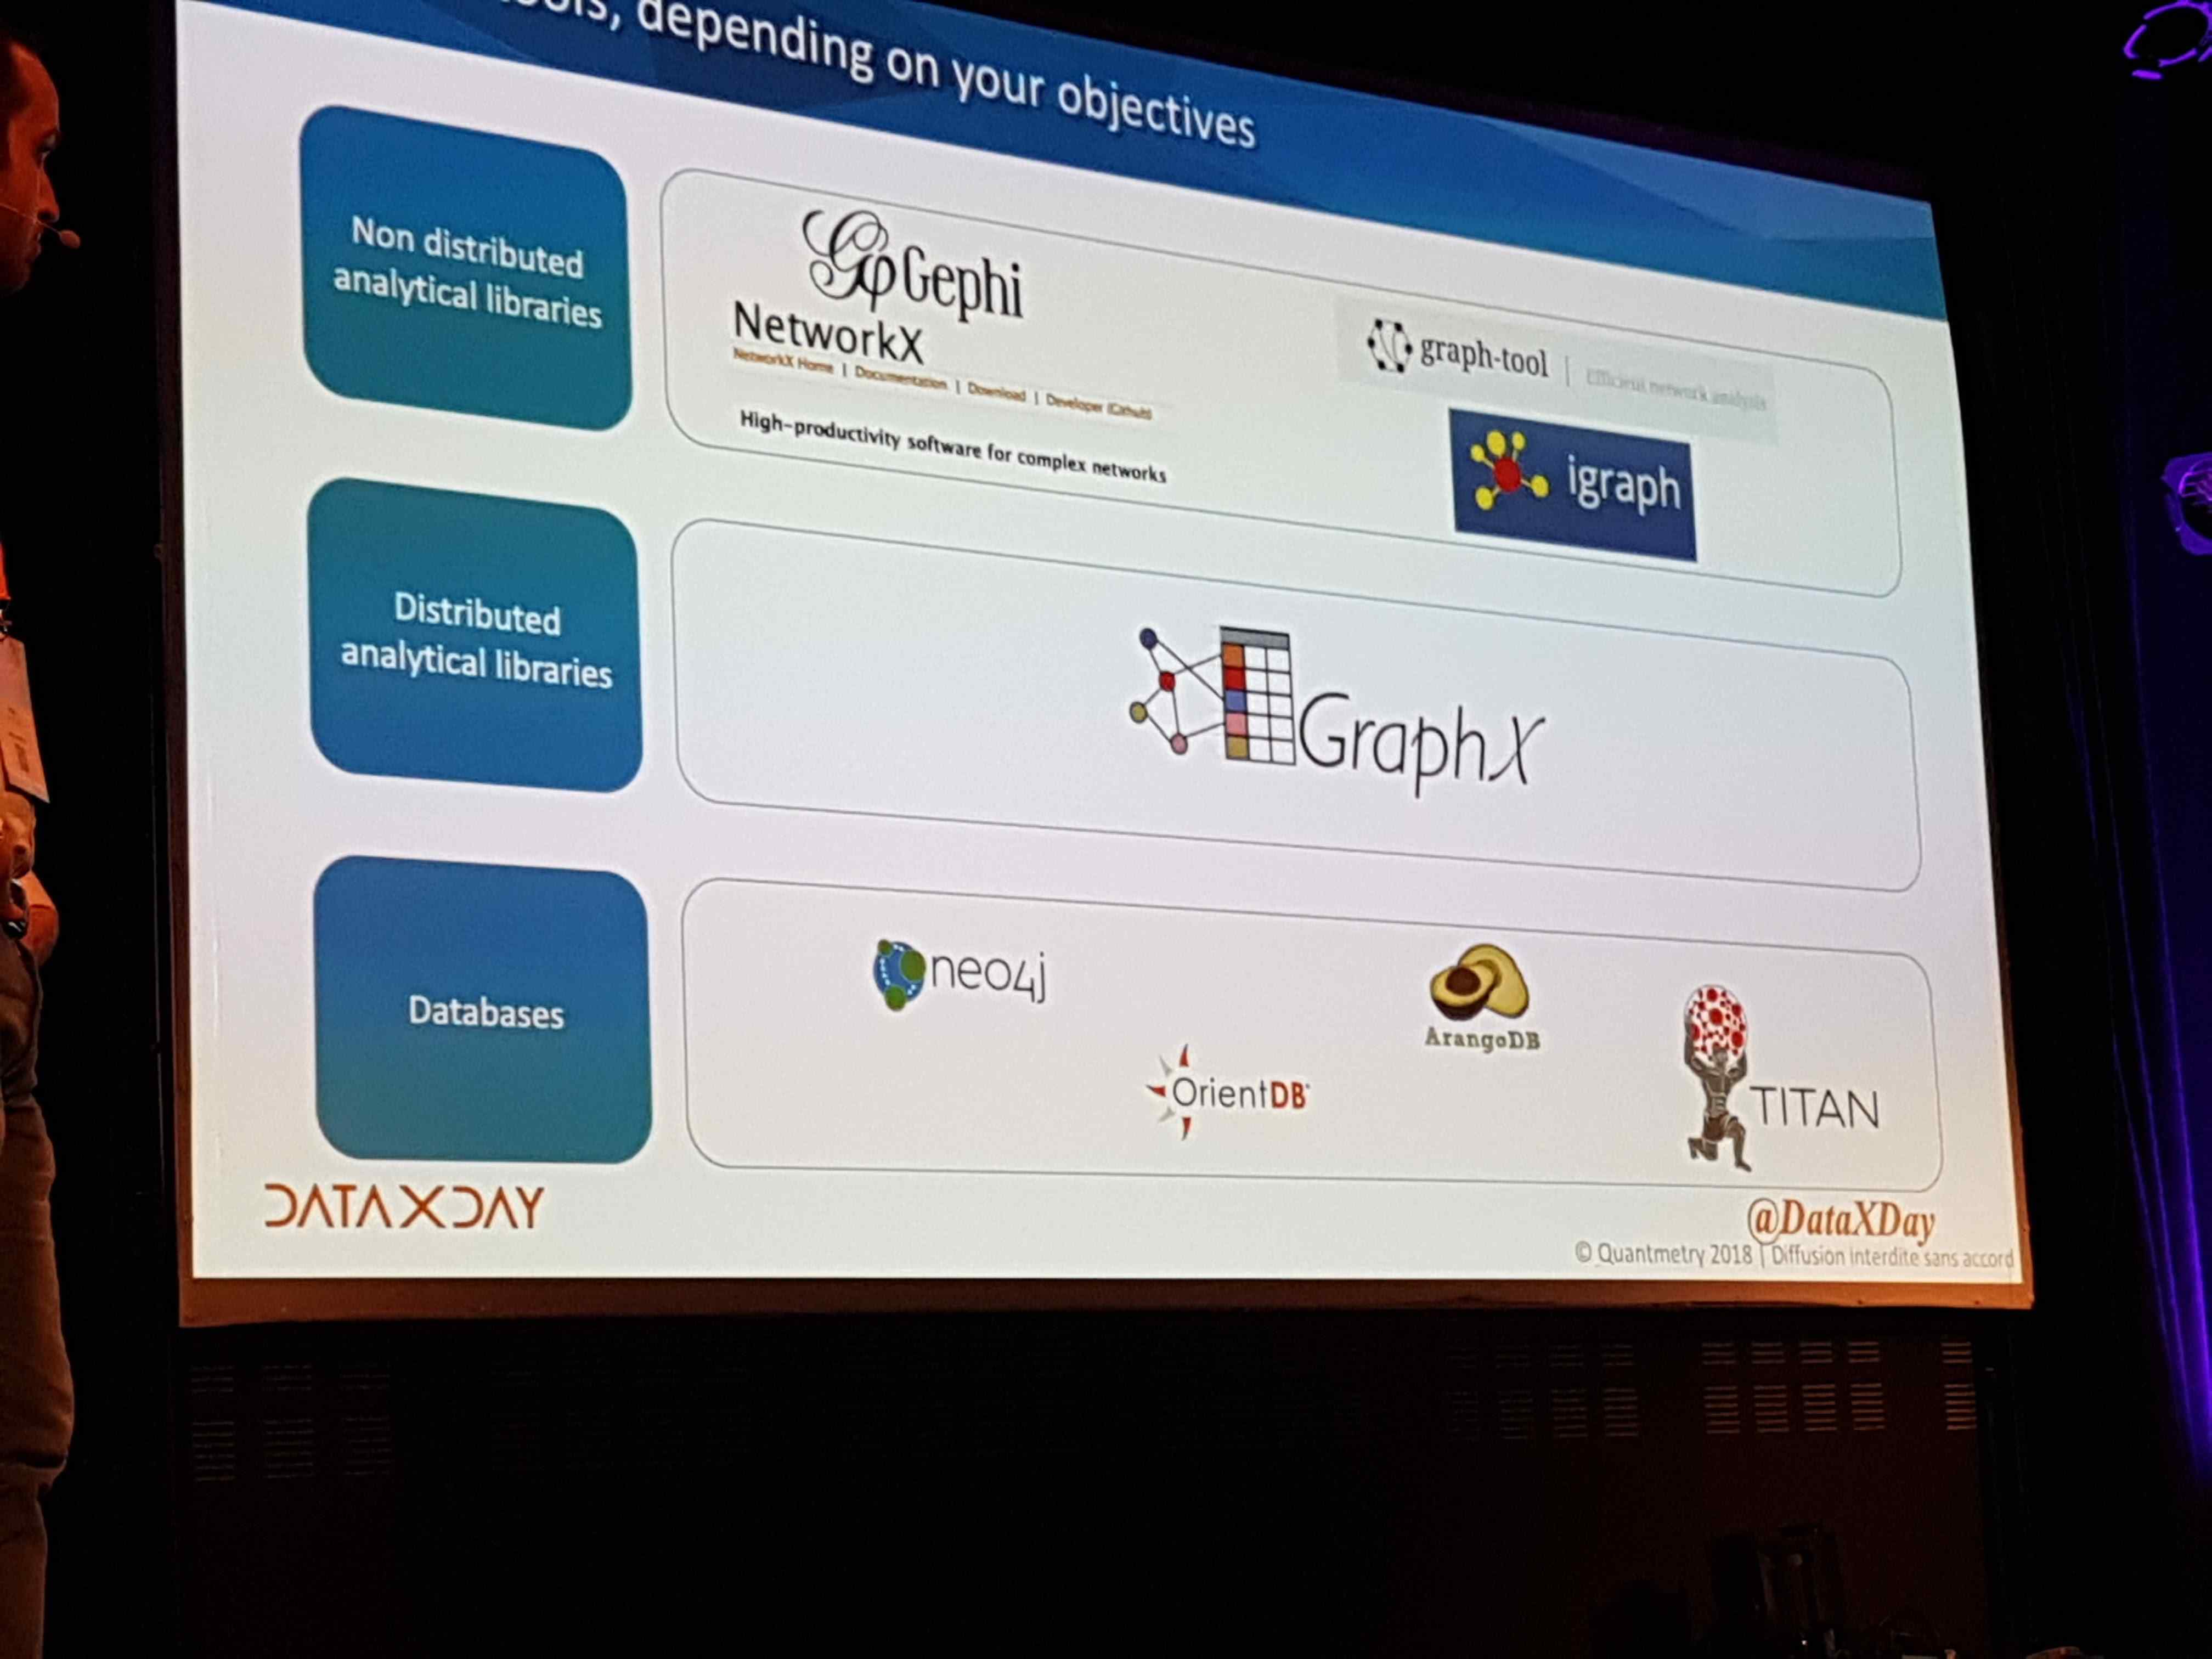 depending on your objectives
Non distributed
analytical libraries
Gephi
NetworkX
NetworkX Home | Documentation | Download | Developer (Github)
High-productivity software for complex networks
graph-tool | Efficient network analysis
igraph
Distributed
analytical libraries
GraphX
Databases
neo4j
OrientDB
ArangoDB
TITAN
DATAXDAY
@DataXDay
© Quantmetry 2018 | Diffusion interdite sans accord